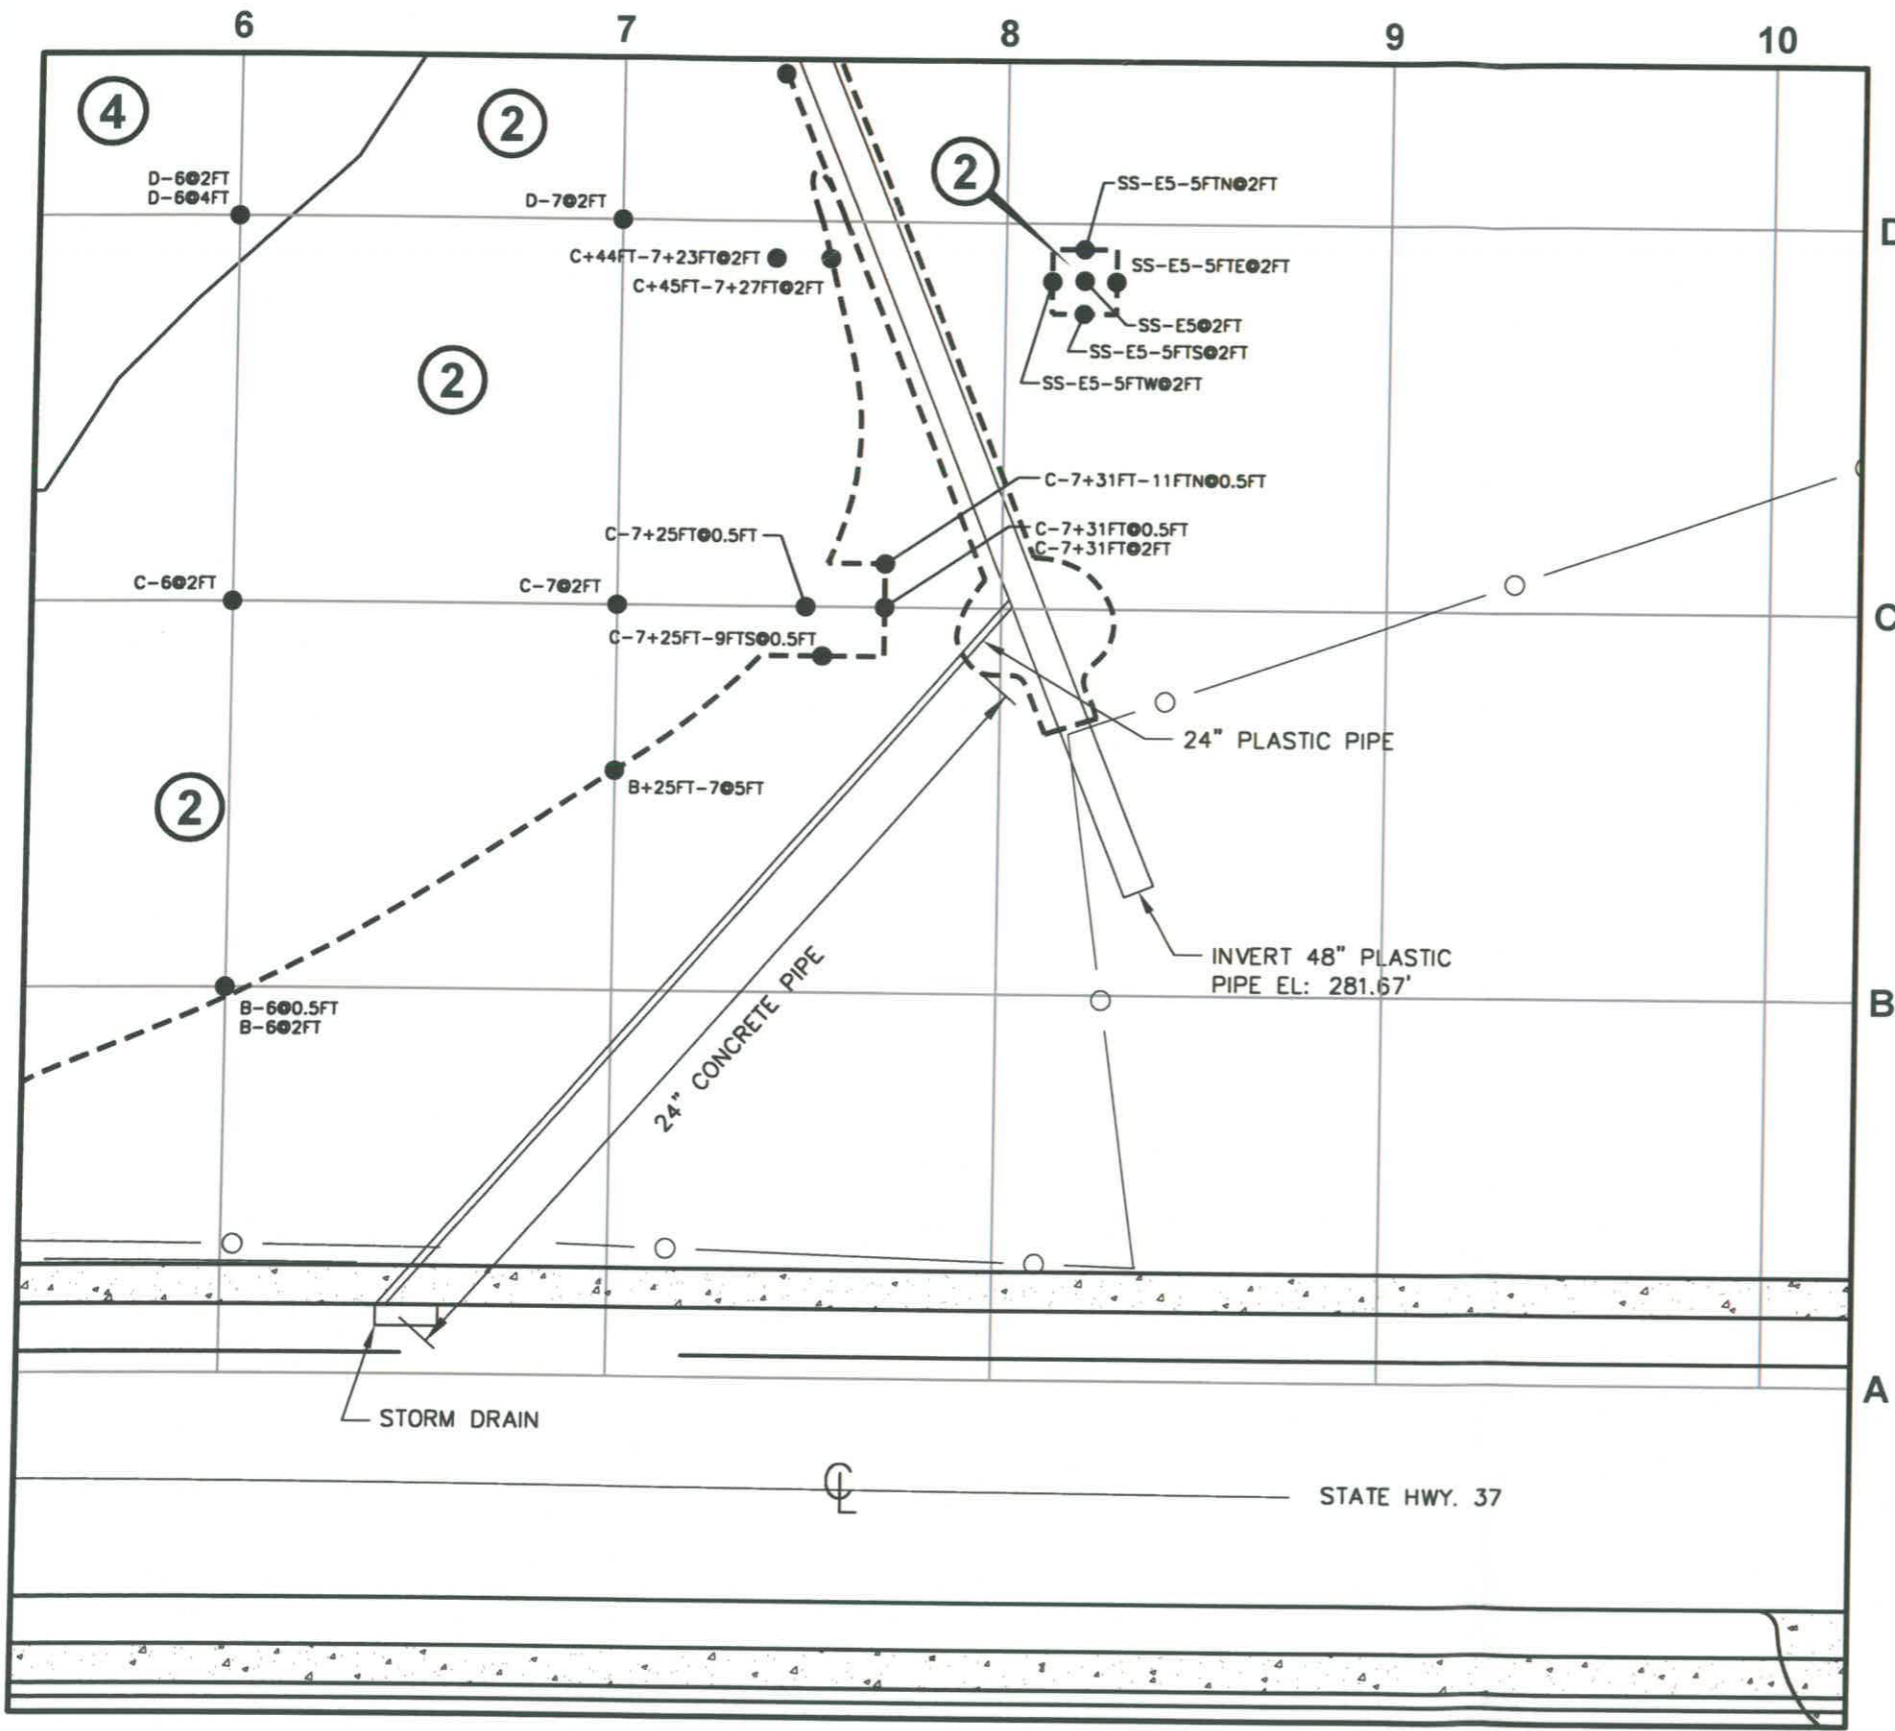 6 7 8 9 10
4
2
2
D-6@2FT
D-6@4FT
D-7@2FT
SS-E5-5FTN@2FT
D
C+44FT-7+23FT@2FT
SS-E5-5FTE@2FT
C+45FT-7+27FT@2FT
SS-E5@2FT
SS-E5-5FTS@2FT
SS-E5-5FTW@2FT
2
C-7+31FT-11FTN@0.5FT
C-7+25FT@0.5FT
C-7+31FT@0.5FT
C-7+31FT@2FT
C-6@2FT
C-7@2FT
C
C-7+25FT-9FTS@0.5FT
24" PLASTIC PIPE
B+25FT-7@5FT
2
INVERT 48" PLASTIC
PIPE EL: 281.67'
B
B-6@0.5FT
B-6@2FT
24" CONCRETE PIPE
A
STORM DRAIN
CL
STATE HWY. 37